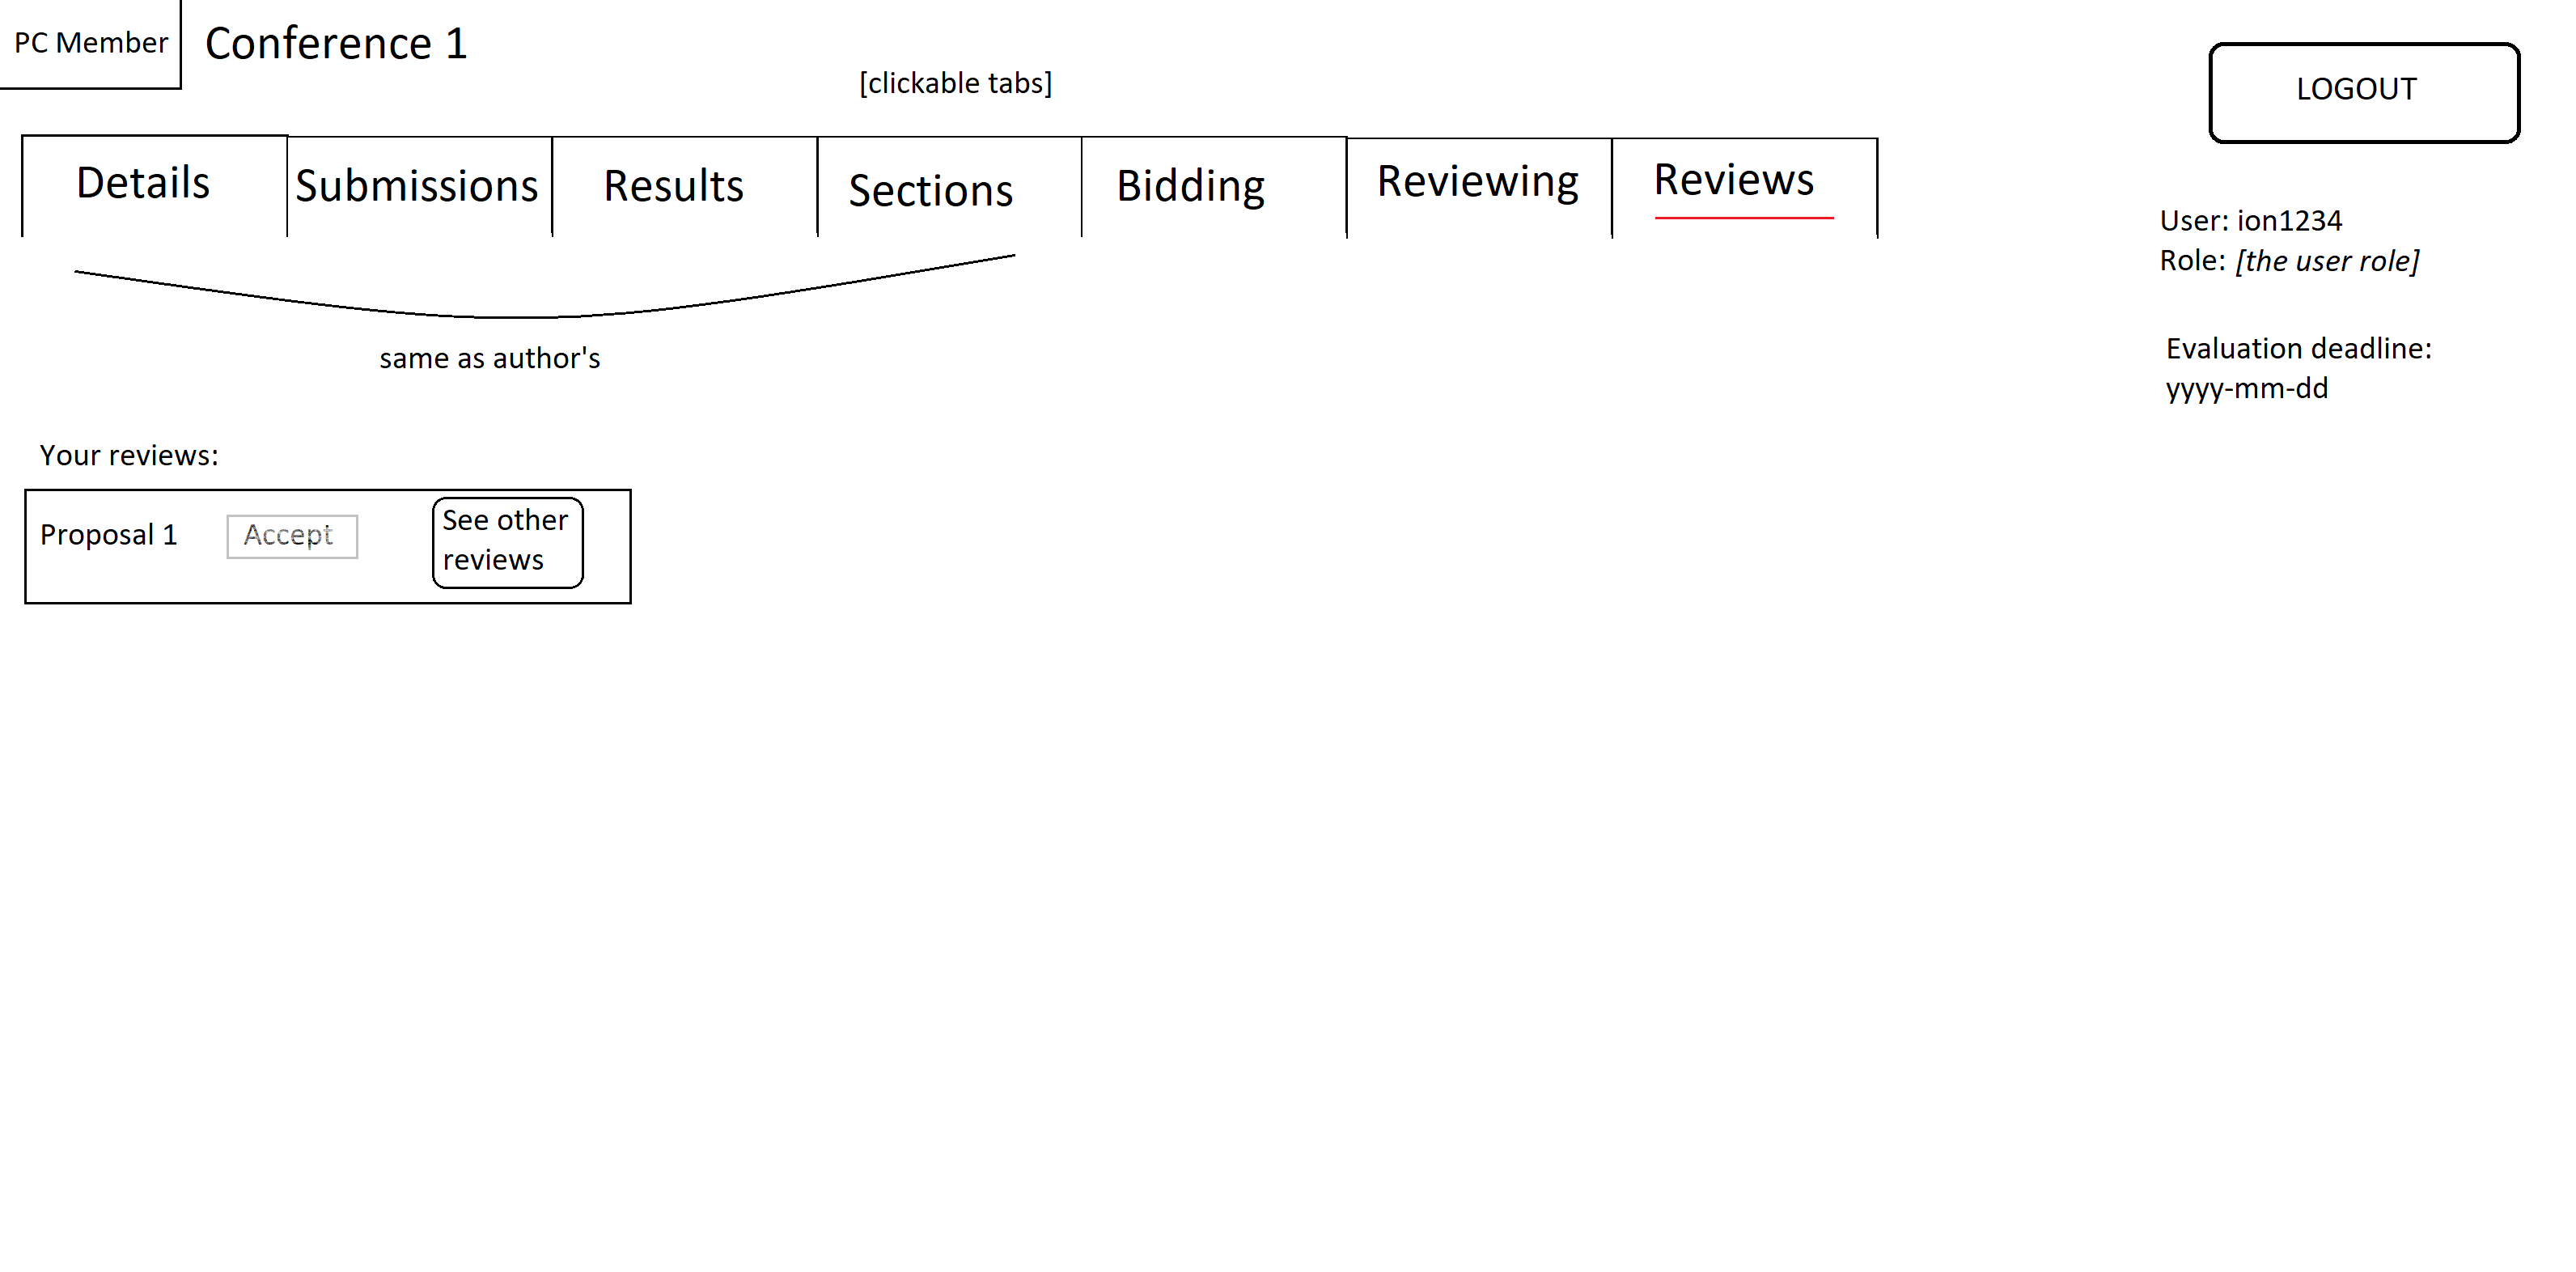 PC Member
Conference 1
[clickable tabs]
LOGOUT
Details
Submissions
Results
Sections
Bidding
Reviewing
Reviews
User: ion1234
Role: [the user role]
same as author's
Evaluation deadline:
yyyy-mm-dd
Your reviews:
Proposal 1
Accept
See other
reviews